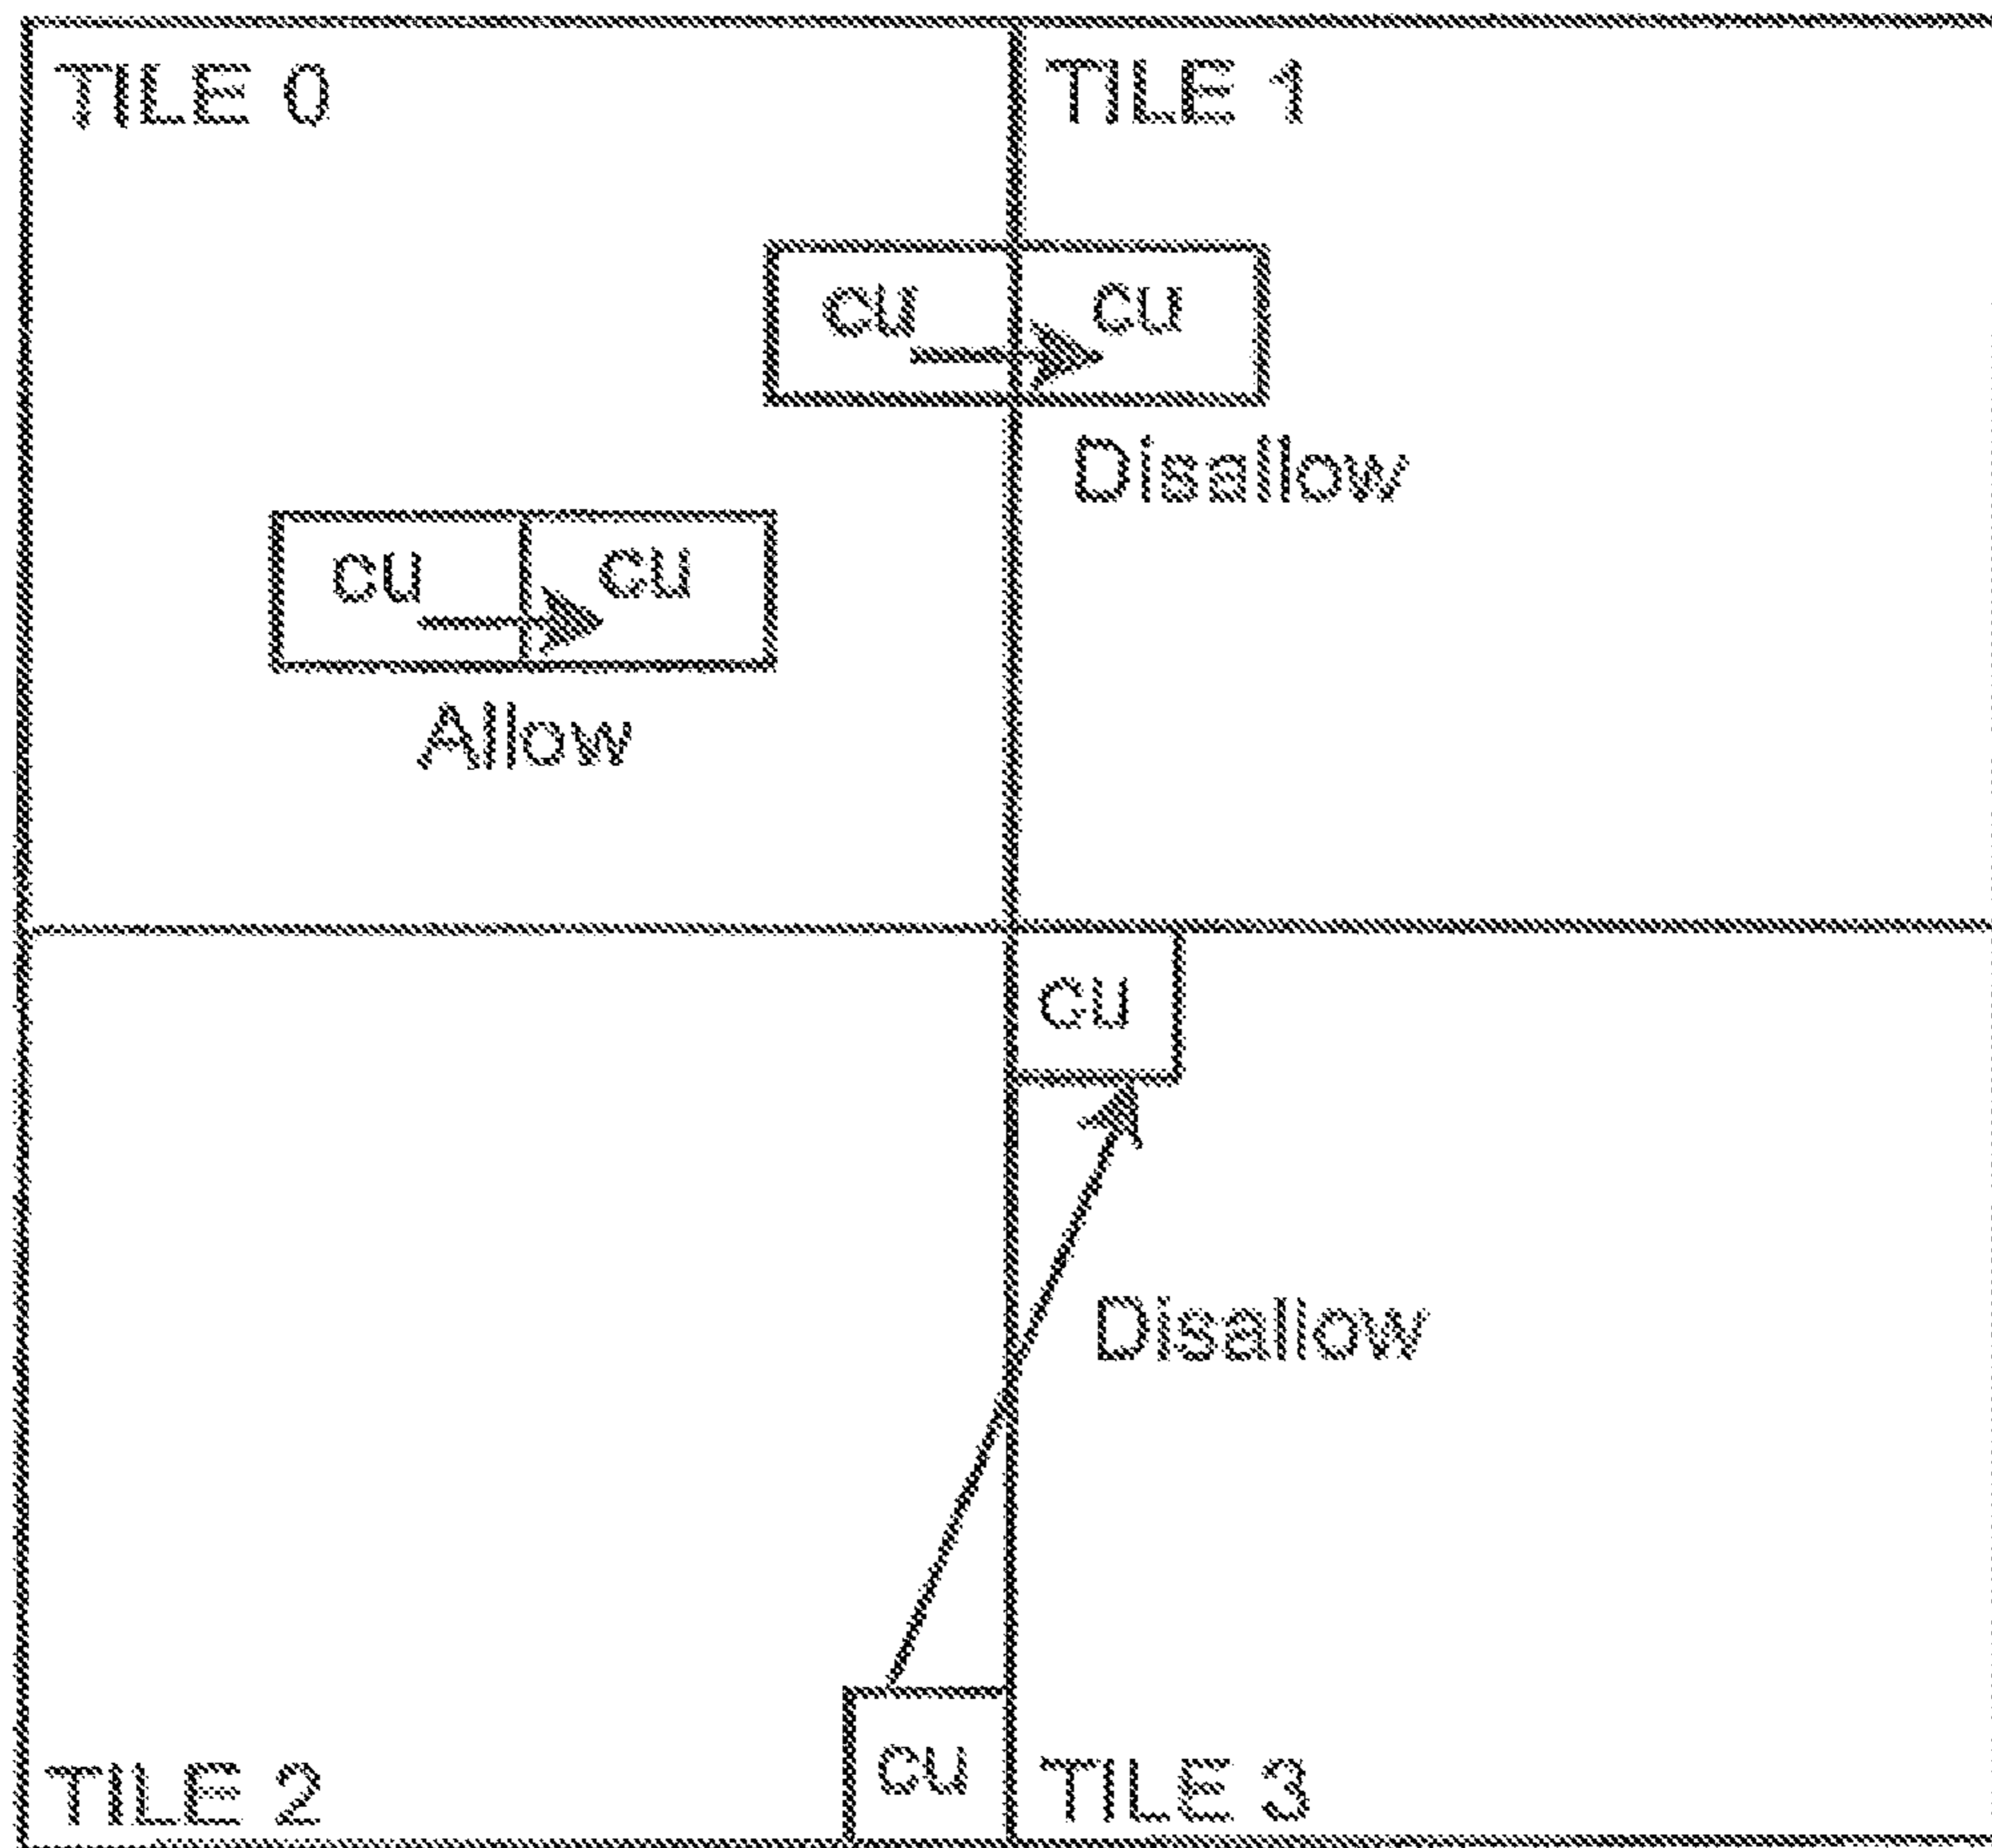 TILE 0
TILE 1
cu cu
Disallow
cu cu
Allow
cu
Disallow
TILE 2
cu
TILE 3